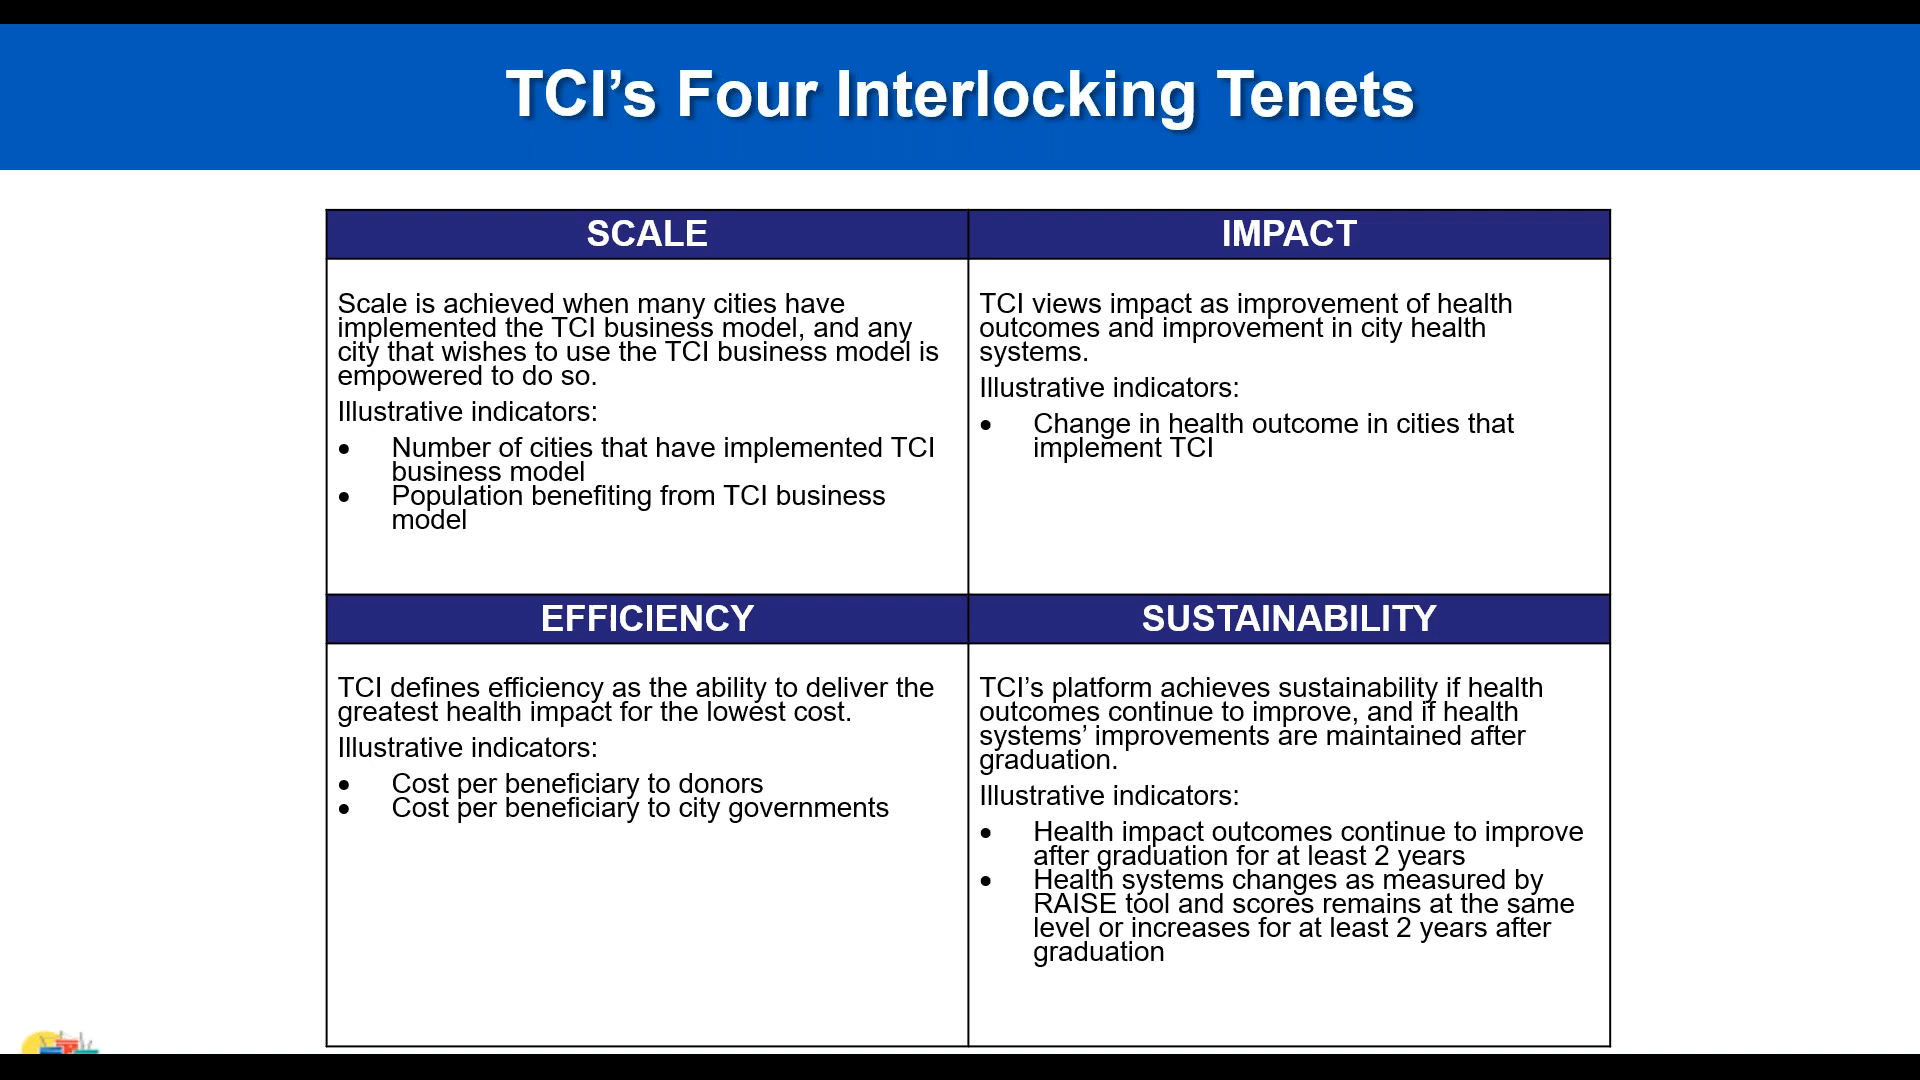 TCI’s Four Interlocking Tenets
SCALE
Scale is achieved when many cities have
implemented the TCI business model, and any
city that wishes to use the TCI business model is
empowered to do so.
Illustrative indicators:
• Number of cities that have implemented TCI
business model
• Population benefiting from TCI business
model
IMPACT
TCI views impact as improvement of health
outcomes and improvement in city health
systems.
Illustrative indicators:
• Change in health outcome in cities that
implement TCI
EFFICIENCY
TCI defines efficiency as the ability to deliver the
greatest health impact for the lowest cost.
Illustrative indicators:
• Cost per beneficiary to donors
• Cost per beneficiary to city governments
SUSTAINABILITY
TCI’s platform achieves sustainability if health
outcomes continue to improve, and if health
systems’ improvements are maintained after
graduation.
Illustrative indicators:
• Health impact outcomes continue to improve
after graduation for at least 2 years
• Health systems changes as measured by
RAISE tool and scores remains at the same
level or increases for at least 2 years after
graduation